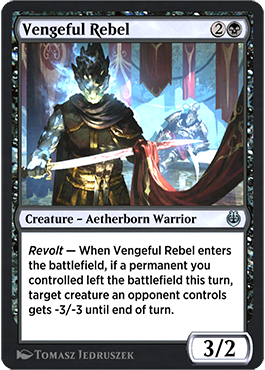 Vengeful Rebel 2
Creature – Aetherborn Warrior
Revolt — When Vengeful Rebel enters
the battlefield, if a permanent you
controlled left the battlefield this turn,
target creature an opponent controls
gets -3/-3 until end of turn.
3/2
Tomasz Jedruszek